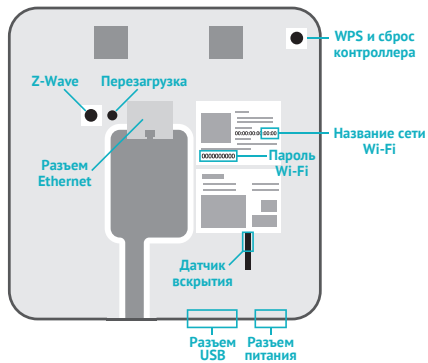 WPS и сброс
контроллера
Z-Wave
Перезагрузка
00:00:00:00:00:00
Название сети
Wi-Fi
0000000000
Пароль
Wi-Fi
Разъем
Ethernet
Датчик
вскрытия
Разъем
USB
Разъем
питания